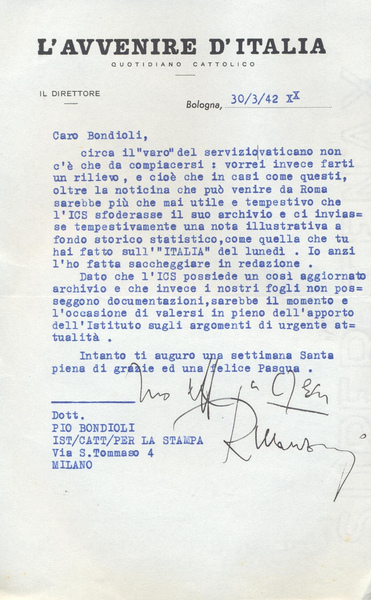 L'AVVENIRE D'ITALIA
QUOTIDIANO CATTOLICO
IL DIRETTORE
Bologna, 30/3/42 XX
Caro Bondioli,
circa il"varo"del serviziovaticano non
c'è che da compiacersi : vorrei invece farti
un rilievo, e cioè che in casi come questi,
oltre la noticina che può venire da Roma
sarebbe più che mai utile e tempestivo che
l'ICS sfoderasse il suo archivio e ci invias=
se tempestivamente una nota illustrativa a
fondo storico statistico,come quella che tu
hai fatto sull'"ITALIA" del lunedì . Io anzi
l'ho fatta saccheggiare in redazione .
Dato che l'ICS possiede un così aggiornato
archivio e che invece i nostri fogli non pos=
seggono documentazioni,sarebbe il momento e
l'occasione di valersi in pieno dell'apporto
dell'Istituto sugli argomenti di urgente at=
tualità .
Intanto ti auguro una settimana Santa
piena di grazie ed una felice Pasqua .
Dott.
PIO BONDIOLI
IST/CATT/PER LA STAMPA
Via S.Tommaso 4
MILANO